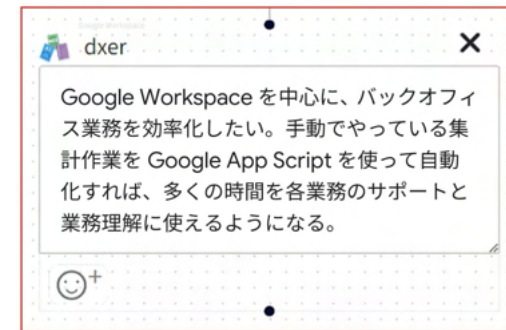 Google Workspace
dxer
Google Workspace を中心に、バックオフィ
ス業務を効率化したい。手動でやっている集
計作業を Google App Script を使って自動
化すれば、多くの時間を各業務のサポートと
業務理解に使えるようになる。